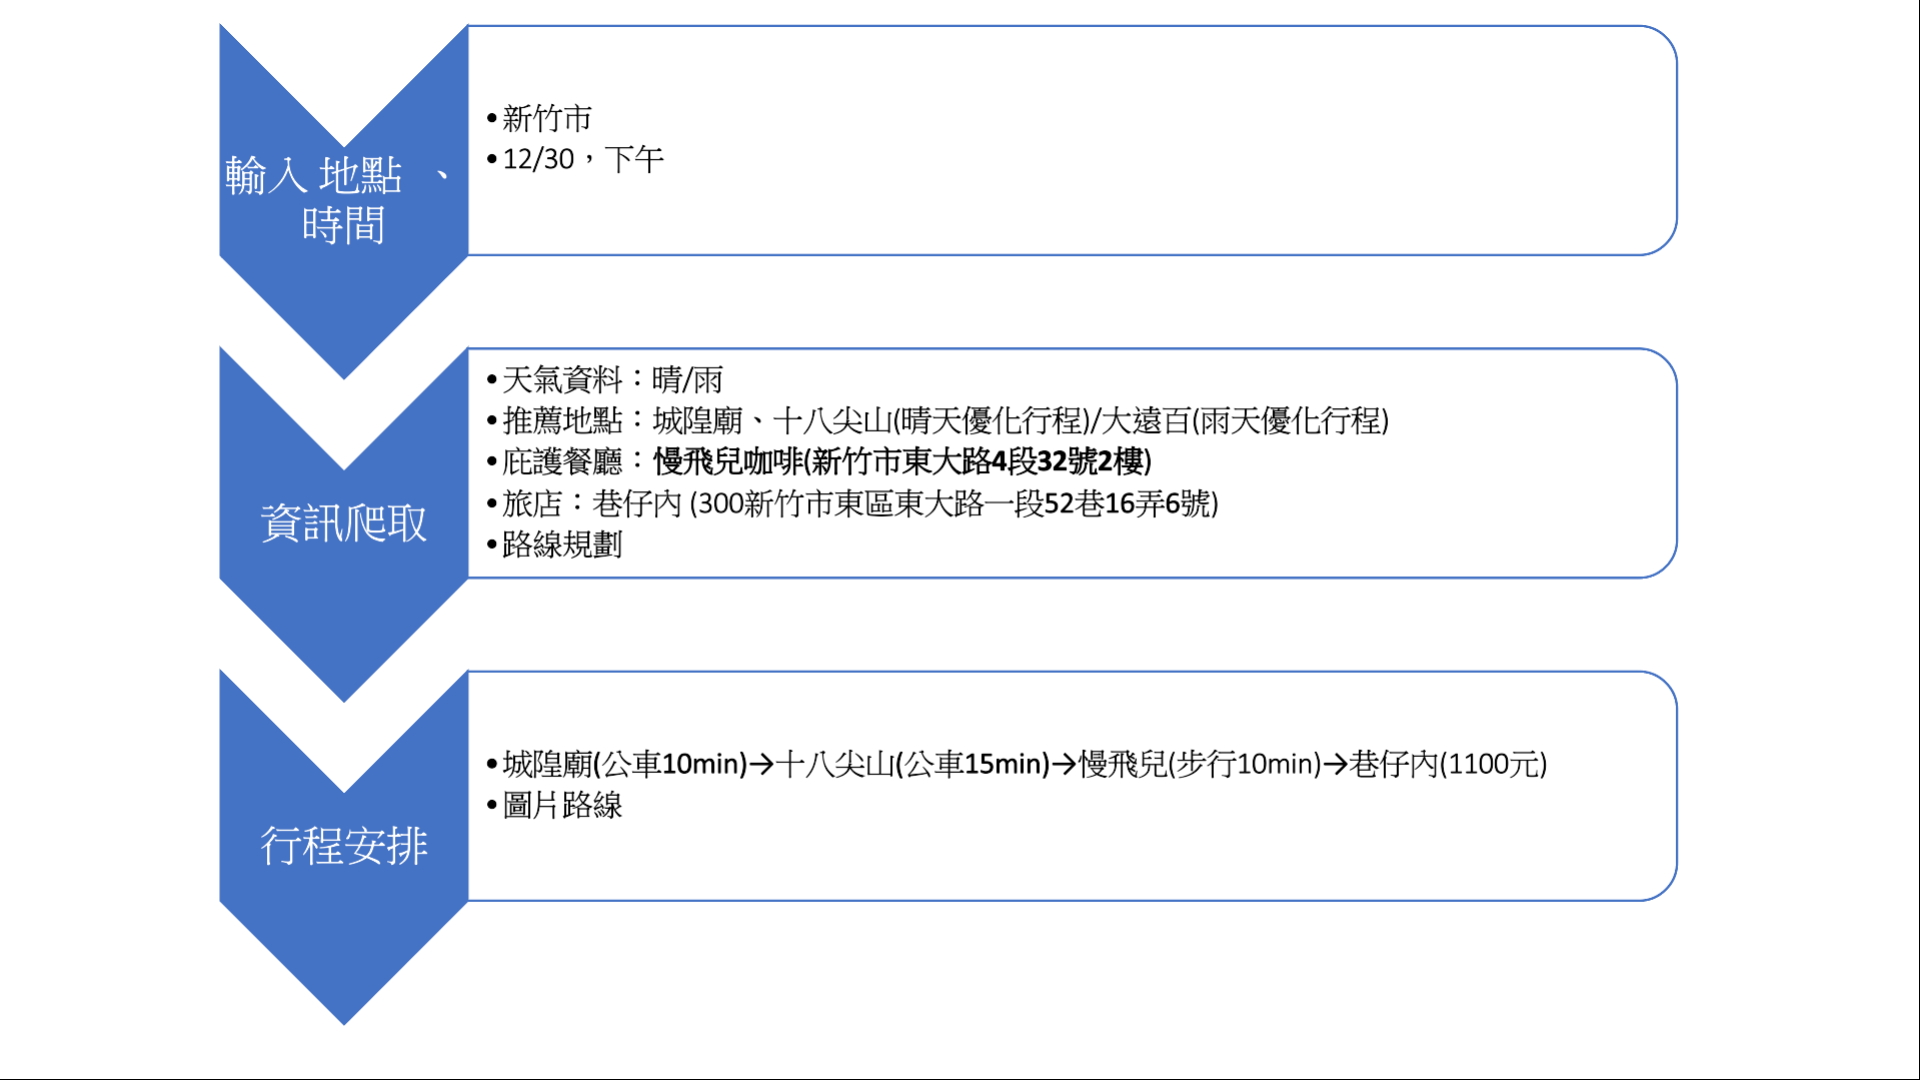 輸入 地點 、
時間
•新竹市
•12/30，下午
資訊爬取
•天氣資料：晴/雨
•推薦地點：城隍廟、十八尖山(晴天優化行程)/大遠百(雨天優化行程)
•庇護餐廳：慢飛兒咖啡(新竹市東大路4段32號2樓)
•旅店：巷仔內 (300新竹市東區東大路一段52巷16弄6號)
•路線規劃
行程安排
•城隍廟(公車10min)→十八尖山(公車15min)→慢飛兒(步行10min)→巷仔內(1100元)
•圖片路線